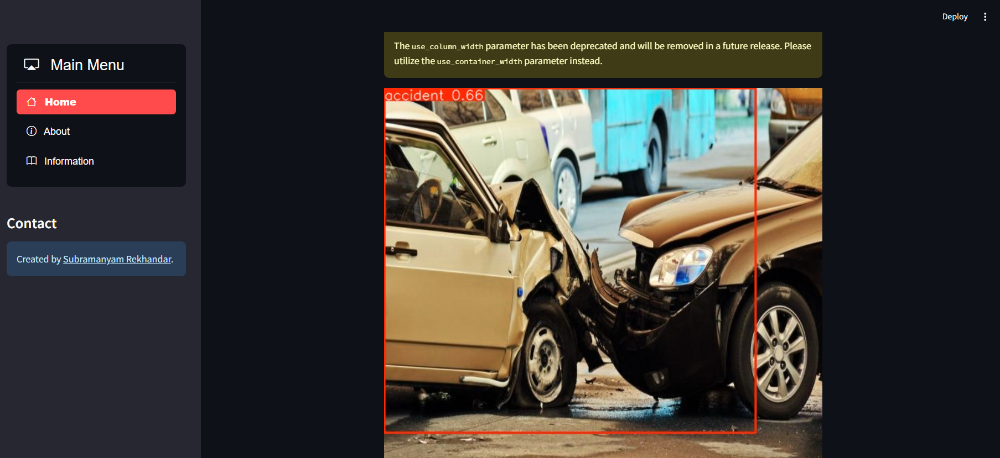 Deploy
Main Menu
Home
About
Information
Contact
Created by Subramanyam Rekhandar.
The use_column_width parameter has been deprecated and will be removed in a future release. Please
utilize the use_container_width parameter instead.
accident 0.66